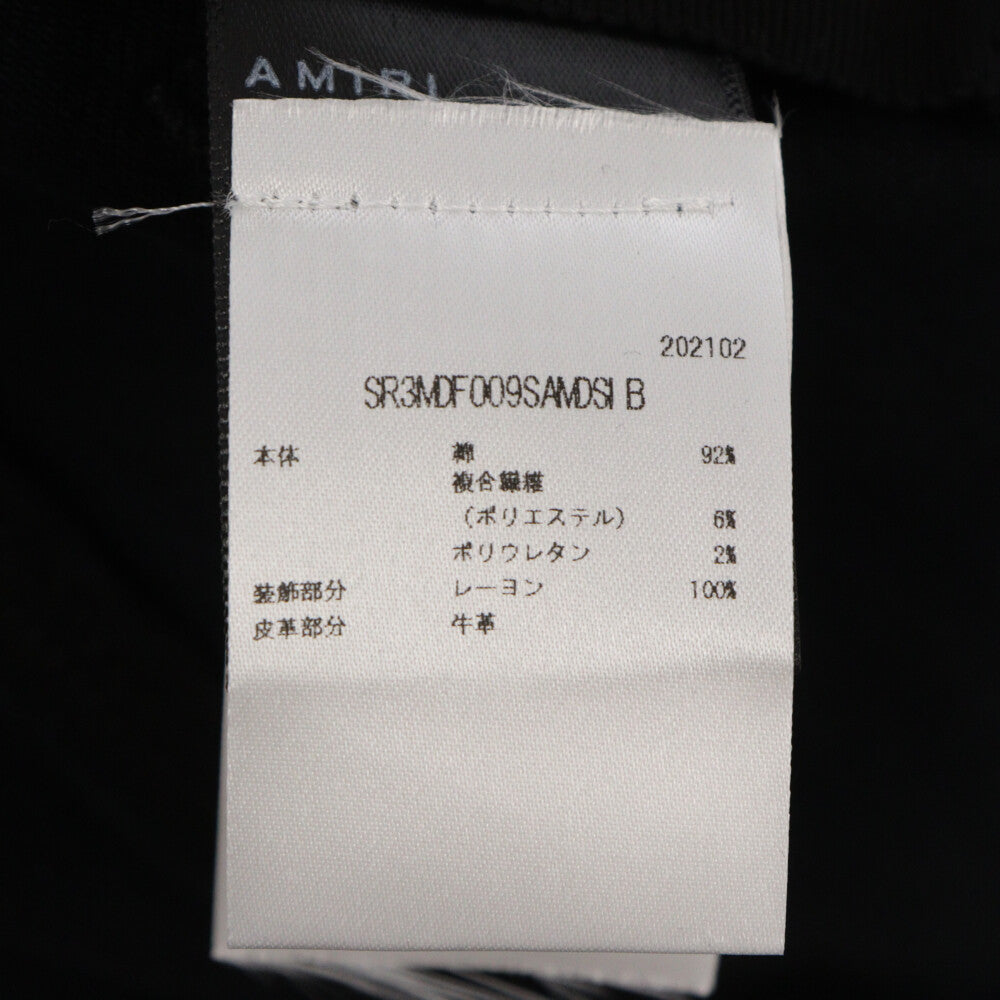 AMIRI
202102
SR3MDF009SAMDSI B
本体 綿 92%
複合繊維
(ポリエステル) 6%
ポリウレタン 2%
装飾部分 レーヨン 100%
皮革部分 牛革